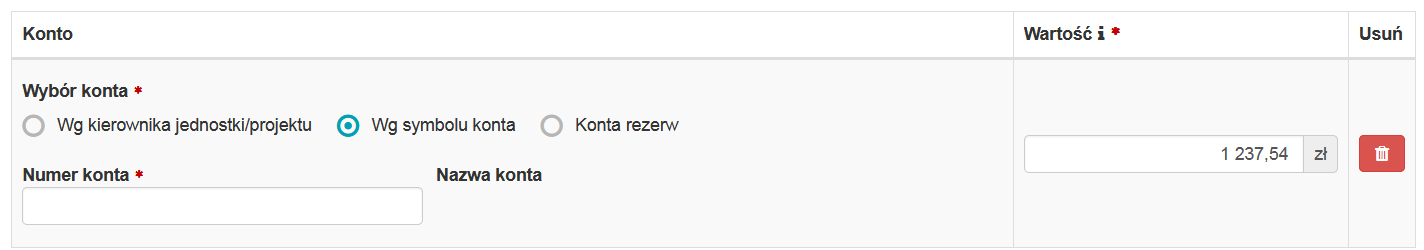 Konto Wartość i * Usuń
Wybór konta *
Wg kierownika jednostki/projektu Wg symbolu konta Konta rezerw
1 237,54 zł
Numer konta * Nazwa konta